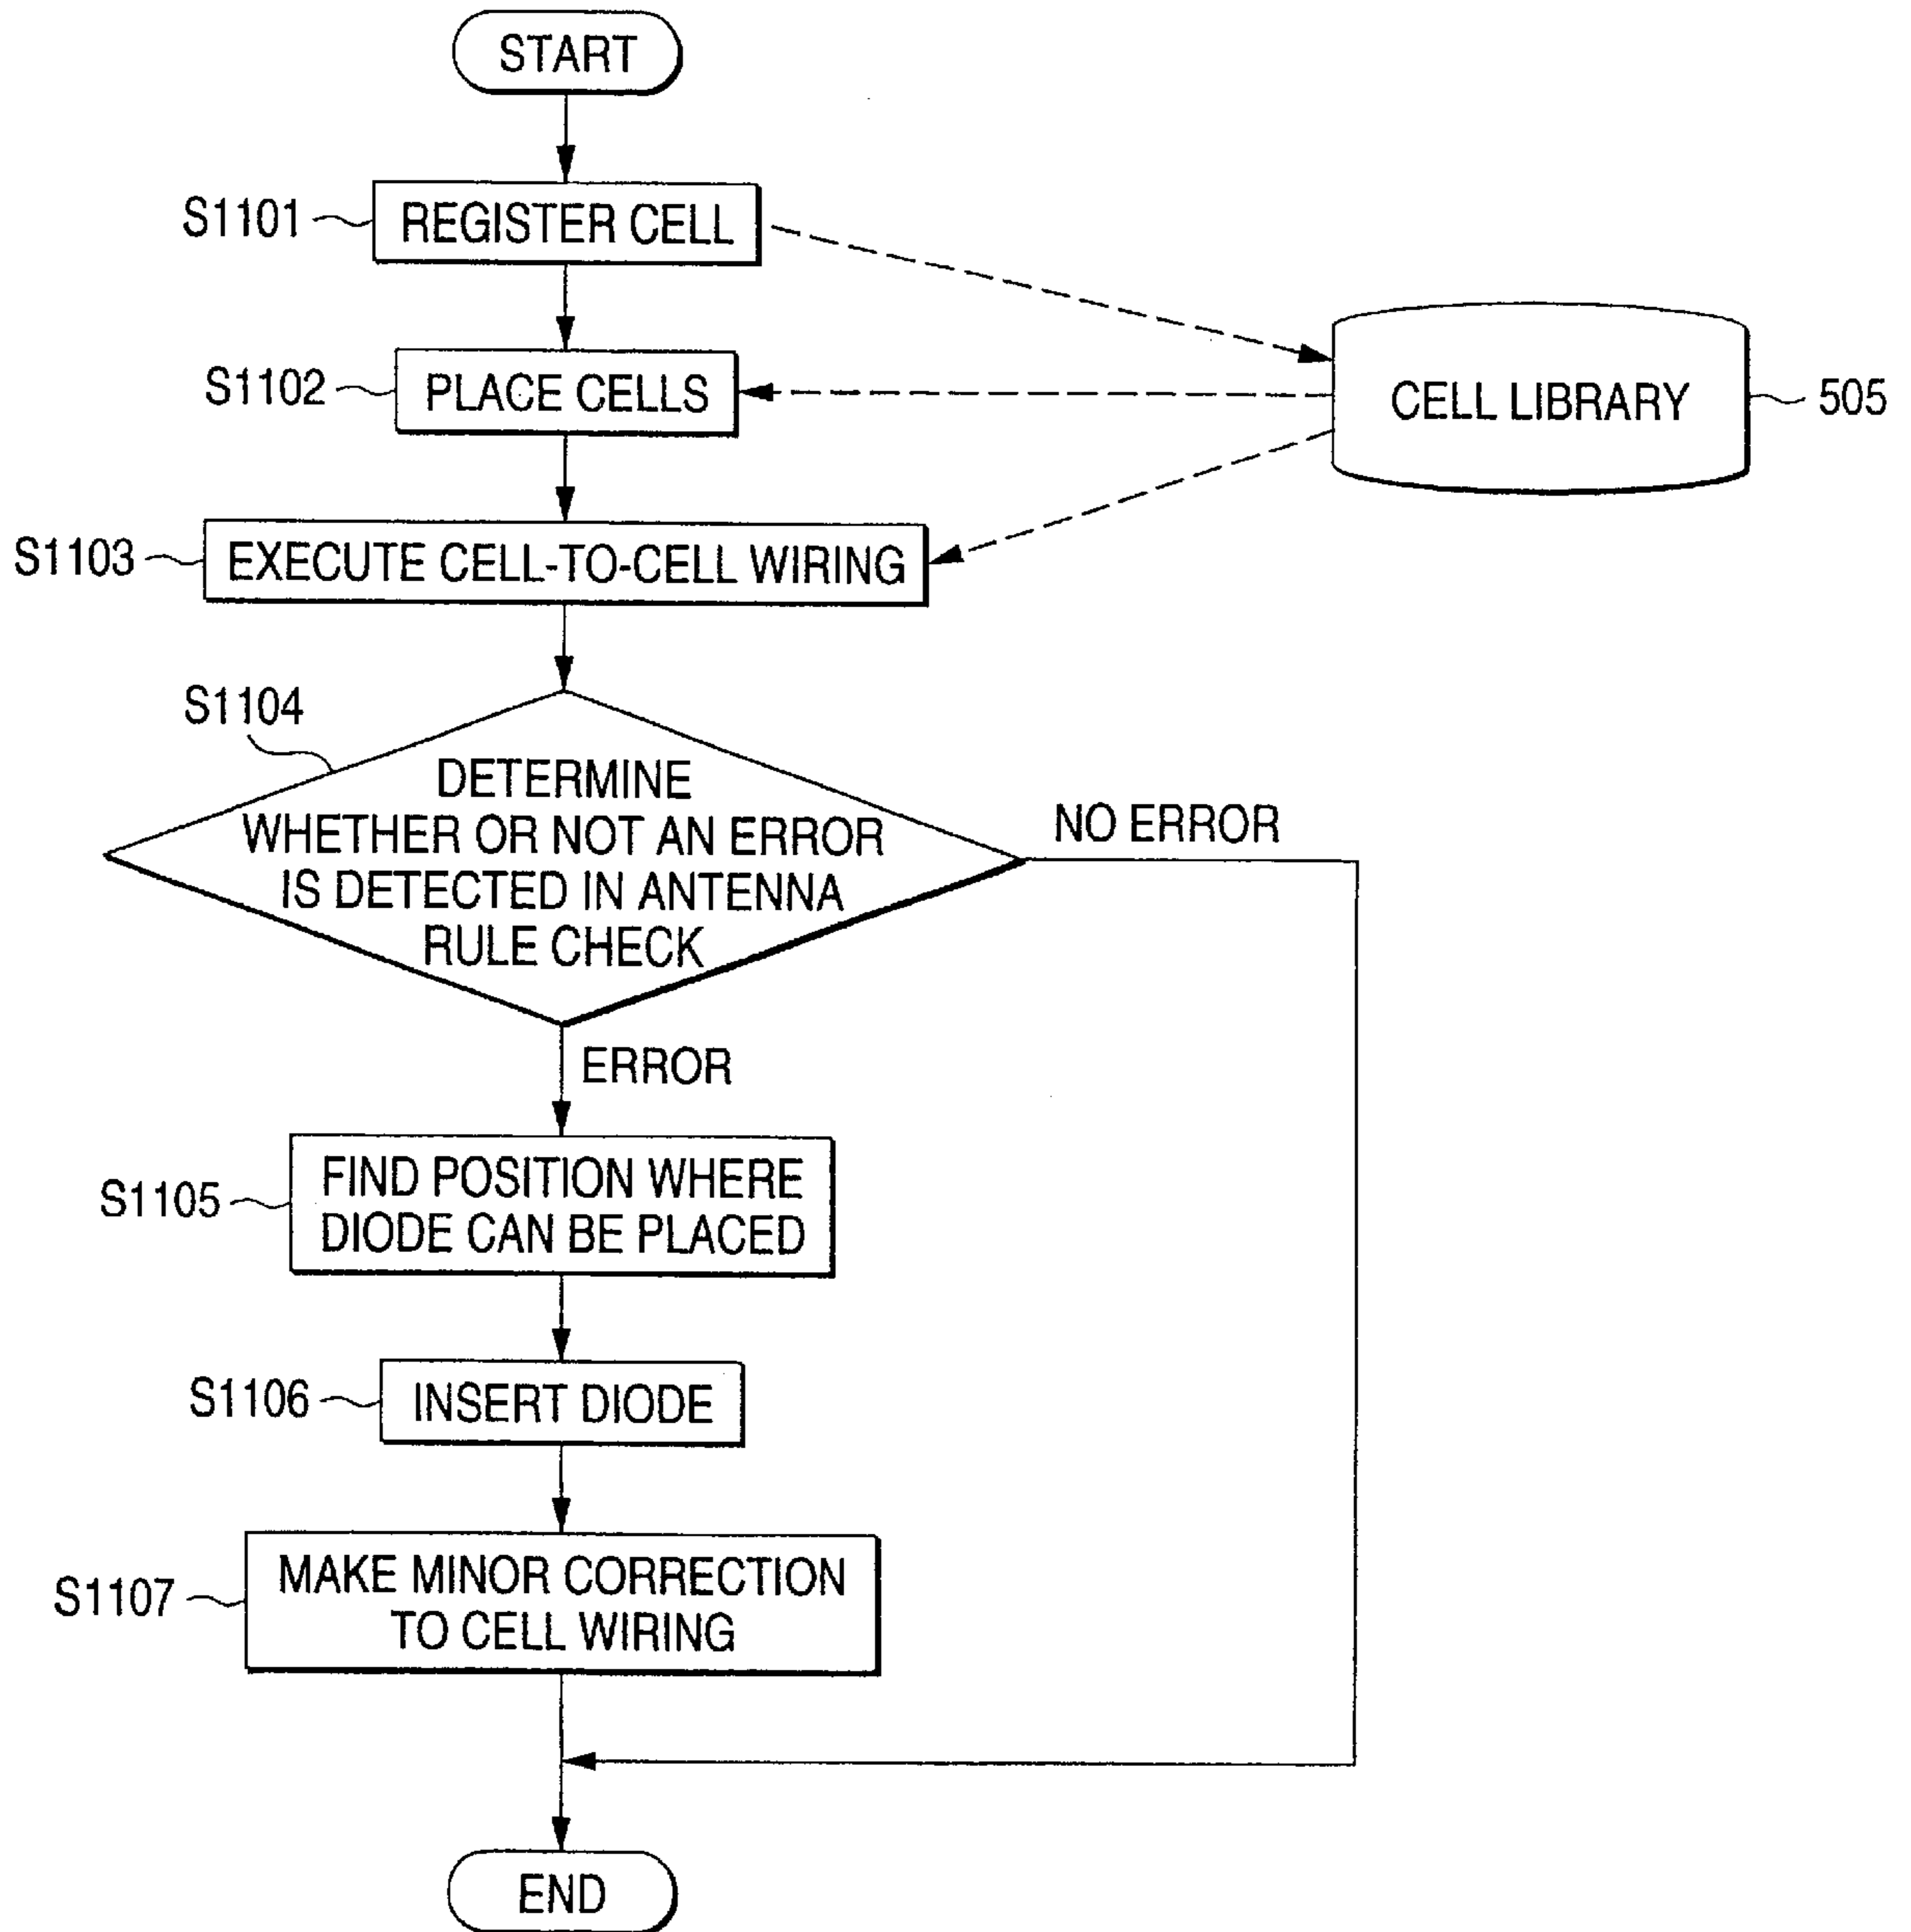 START
S1101
REGISTER CELL
S1102
PLACE CELLS
CELL LIBRARY
505
S1103
EXECUTE CELL-TO-CELL WIRING
S1104
DETERMINE
WHETHER OR NOT AN ERROR
IS DETECTED IN ANTENNA
RULE CHECK
NO ERROR
ERROR
S1105
FIND POSITION WHERE
DIODE CAN BE PLACED
S1106
INSERT DIODE
S1107
MAKE MINOR CORRECTION
TO CELL WIRING
END